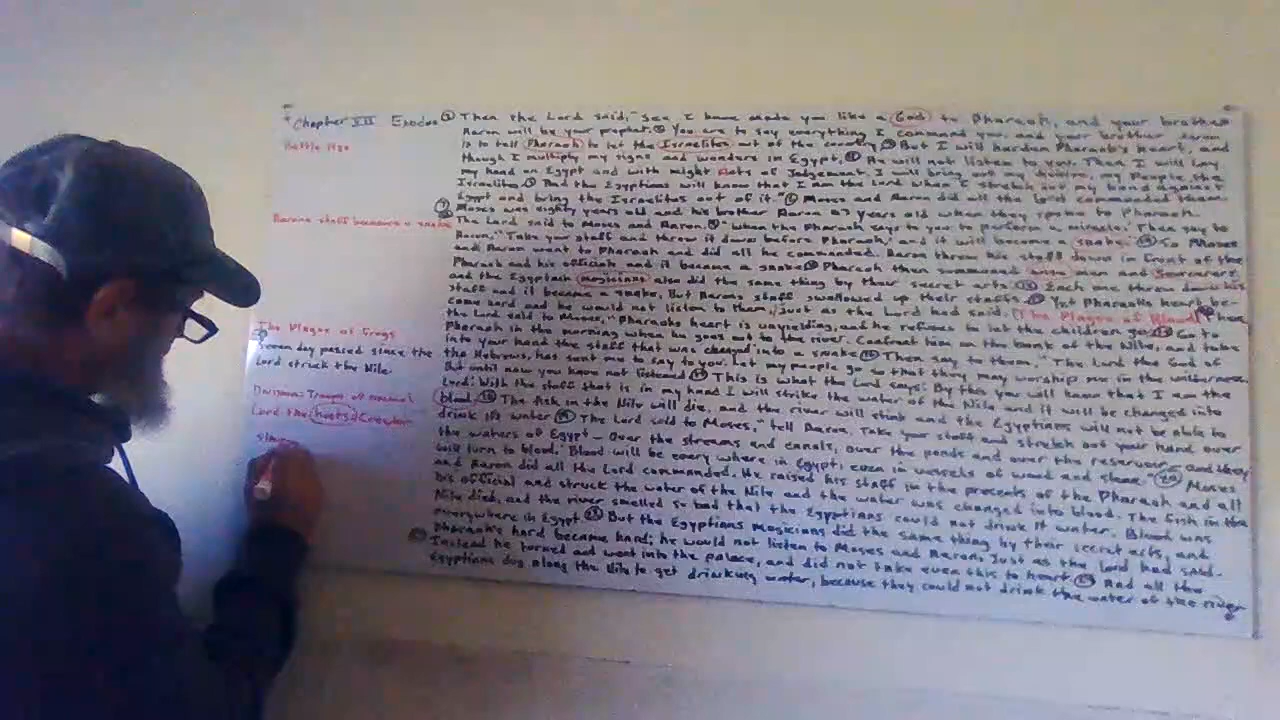 Chapter VII Exodus ① Then the Lord said, "See, I have made you like a God to Pharaoh, and your brother
Aaron will be your prophet. ② You are to say everything I command you, and your brother Aaron
is to tell Pharaoh to let the Israelites out of the country. ③ But I will harden Pharaoh's heart, and
though I multiply my signs and wonders in Egypt, ④ He will not listen to you. Then I will lay
my hand on Egypt and with might acts of Judgement, I will bring out my divisions, my People the
Israelites. ⑤ And the Egyptians will know that I am the Lord when I stretch out my hand against
Egypt and bring the Israelites out of it." ⑥ Moses and Aaron did all the Lord commanded them.
⑦ Moses was eighty years old and his brother Aaron 83 years old when they spoke to Pharaoh.
Aarons staff becomes a snake
The Lord said to Moses and Aaron. ⑨ "When the Pharaoh says to you to perform a miracle. Then say to
Aaron, "Take your staff and throw it down before Pharaoh, and it will become a snake. ⑩ So Moses
and Aaron went to Pharaoh and did all he commanded. Aaron threw his staff down in front of the
Pharaoh and his officials and it became a snake. Pharaoh then summoned wise men and Sourcerers
and the Egyptian magicians also did the same thing by their secret arts. ⑫ Each one threw down his
staff and it became a snake. But Aarons staff swallowed up their staffs. Yet Pharaohs heart be-
came hard and he would not listen to them, Just as the Lord had said. (The Plague of Blood) Then
the Lord said to Moses, "Pharaohs heart is unyielding, and he refuses to let the children go. Go to
Pharaoh in the morning when he goes out to the river. Confront him on the bank of the Nile, and take
into your hand the staff that was changed into a snake. Then say to them. "The Lord the God of
the Hebrews, has sent me to say to you: Let my people go so that they may worship me in the wilderness.
But until now you have not listened. This is what the Lord says: By this you will know that I am the
Lord: With the staff that is in my hand I will strike the water of the Nile, and it will be changed into
blood. ⑱ The fish in the Nile will die, and the river will stink and the Egyptians will not be able to
drink its water ⑲ The Lord said to Moses, "tell Aaron, Take your staff and stretch out your hand over
the waters of Egypt - Over the streams and canals, over the ponds and over the reservoir, and they
will turn to blood." Blood will be every where in Egypt, even in vessels of wood and stone. ⑳ Moses
and Aaron did all the Lord commanded. He raised his staff in the presents of the Pharaoh and all
his official and struck the water of the Nile and the water was changed into blood. The fish in the
Nile died, and the river smelled so bad that the Egyptians could not drink it water. Blood was
everywhere in Egypt But the Egyptians magicians did the same thing by their secret arts, and
Pharaoh's hard became hard; he would not listen to Moses and Aaron, Just as the Lord had said.
Instead he turned and went into the palace, and did not take even this to heart. And all the
Egyptians dug along the Nile to get drinking water, because they could not drink the water of the river
The Plague of Frogs
Seven day passed since the
Lord struck the Nile.
Division = Troops of
Lord the hosts of